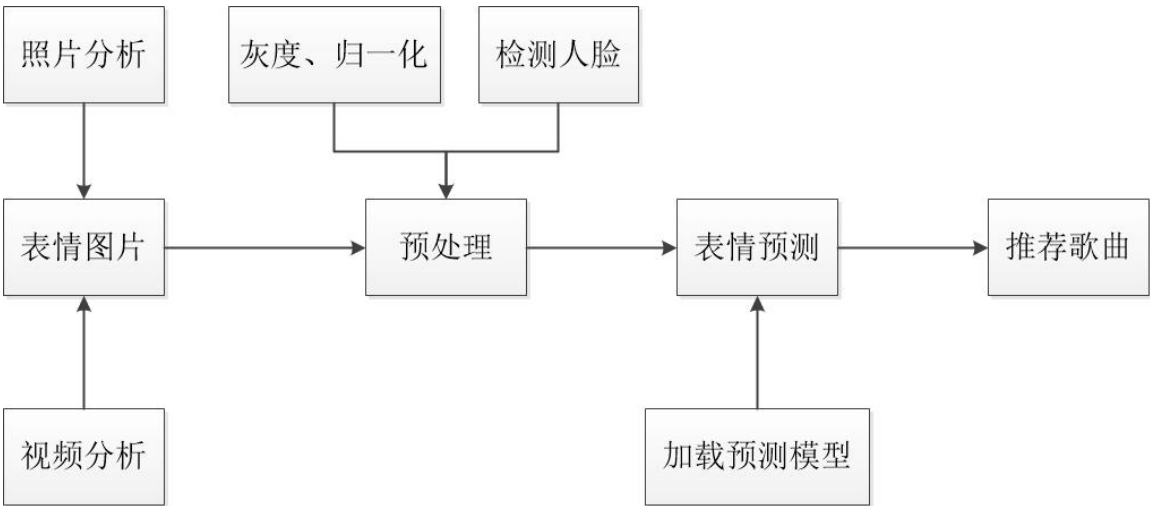 照片分析
灰度、归一化
检测人脸
表情图片
预处理
表情预测
推荐歌曲
视频分析
加载预测模型